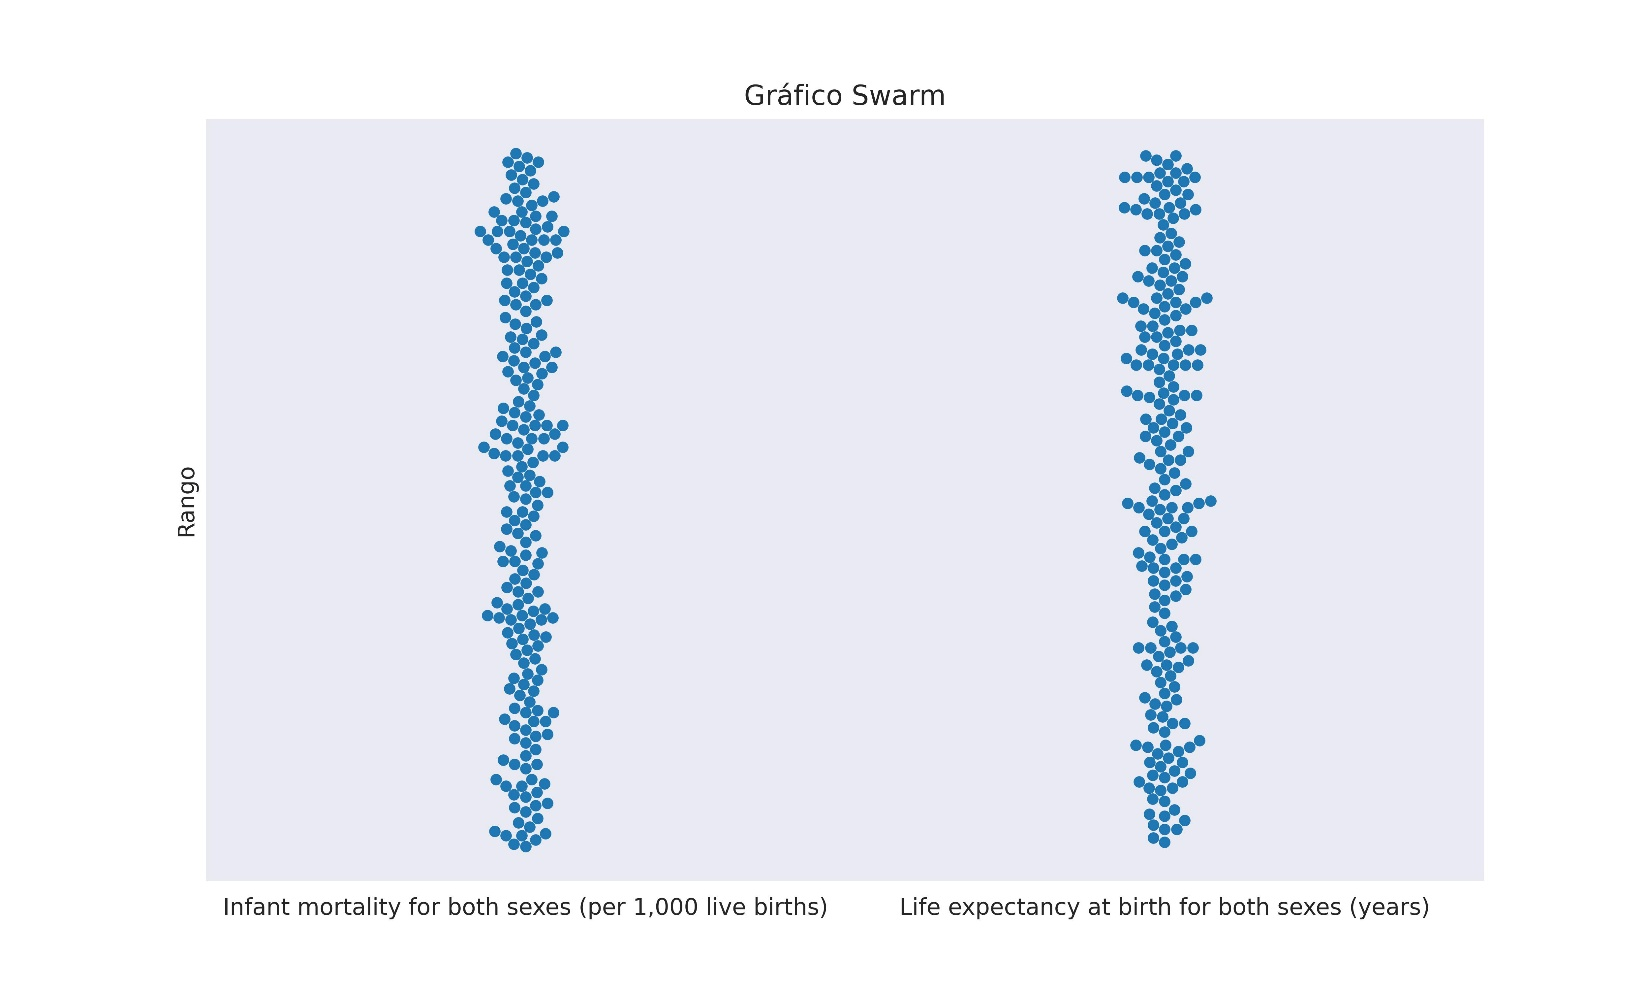 Gráfico Swarm
Rango
Infant mortality for both sexes (per 1,000 live births)
Life expectancy at birth for both sexes (years)